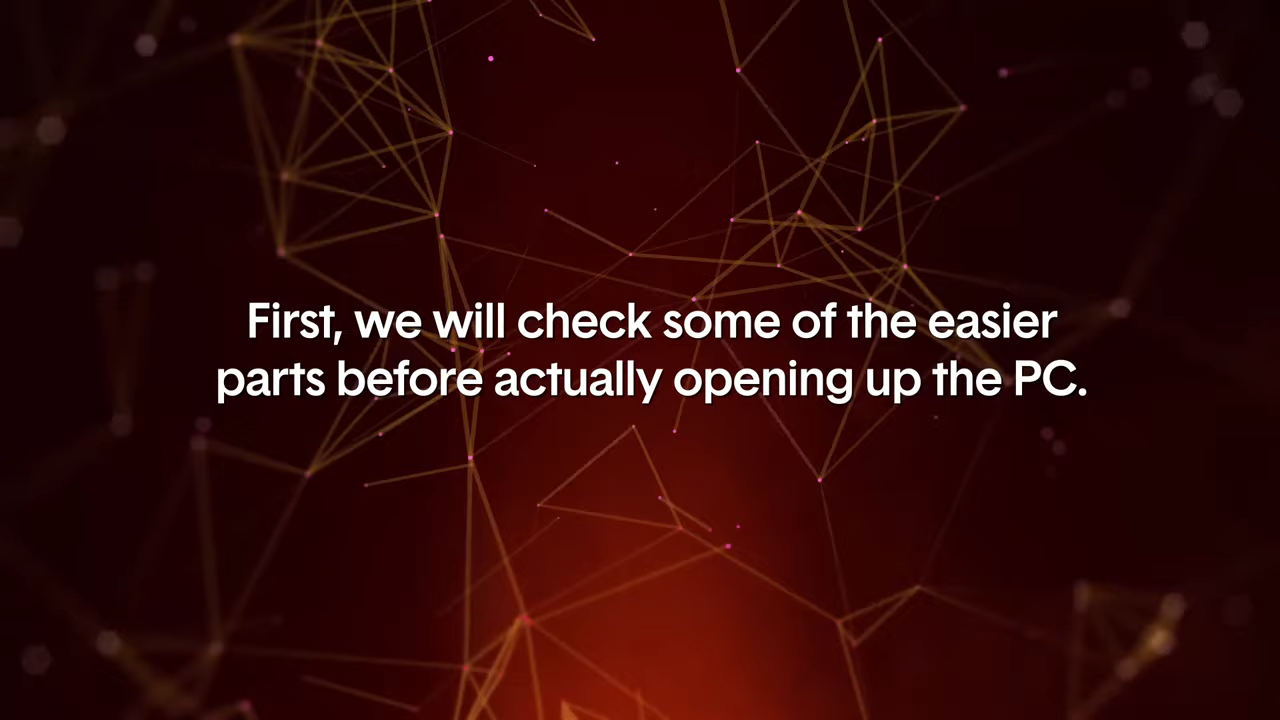 First, we will check some of the easier
parts before actually opening up the PC.